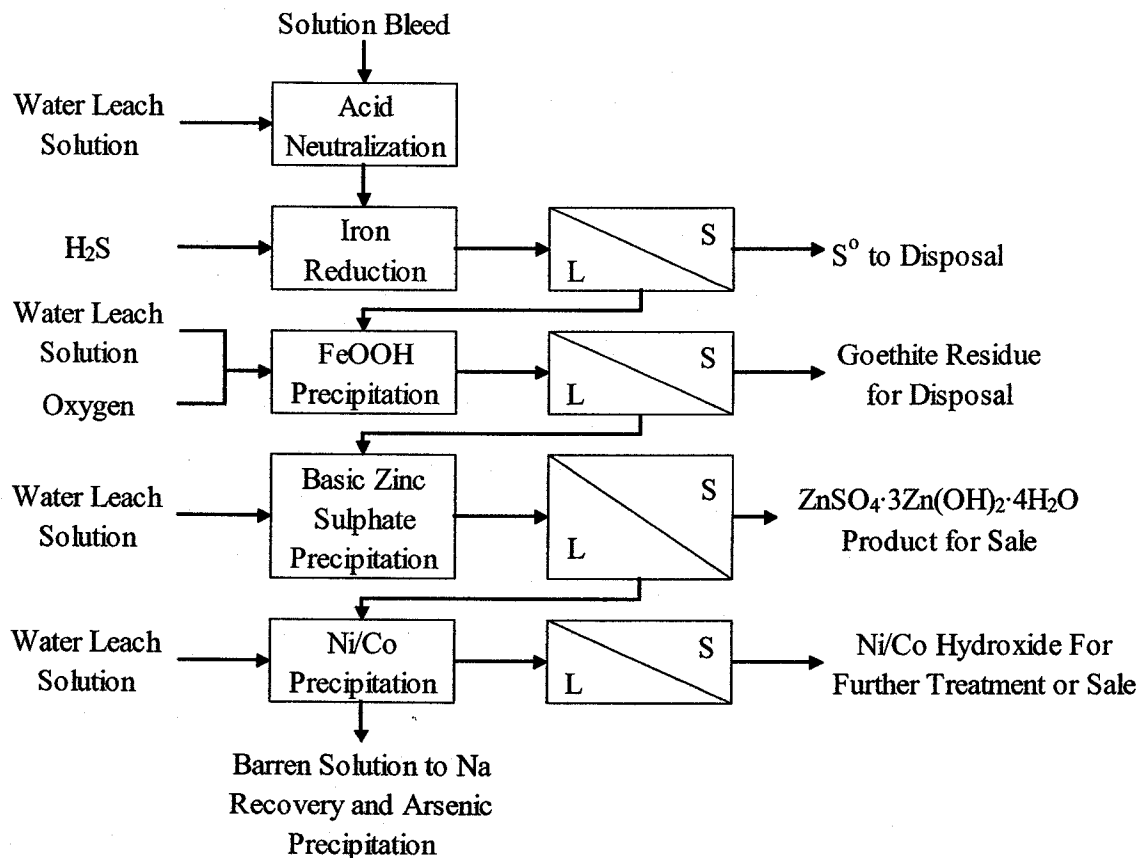 Solution Bleed
Water Leach
Solution
Acid
Neutralization
H₂S
Iron
Reduction
S
L
S° to Disposal
Water Leach
Solution
Oxygen
FeOOH
Precipitation
S
L
Goethite Residue
for Disposal
Water Leach
Solution
Basic Zinc
Sulphate
Precipitation
S
L
ZnSO₄·3Zn(OH)₂·4H₂O
Product for Sale
Water Leach
Solution
Ni/Co
Precipitation
S
L
Ni/Co Hydroxide For
Further Treatment or Sale
Barren Solution to Na
Recovery and Arsenic
Precipitation